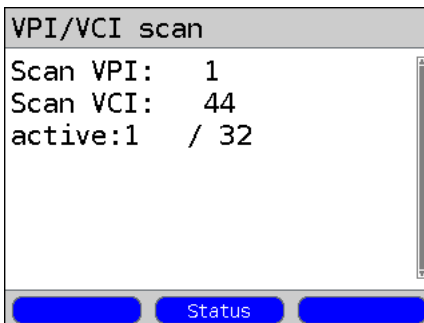 VPI/VCI scan
Scan VPI: 1
Scan VCI: 44
active:1 / 32
Status